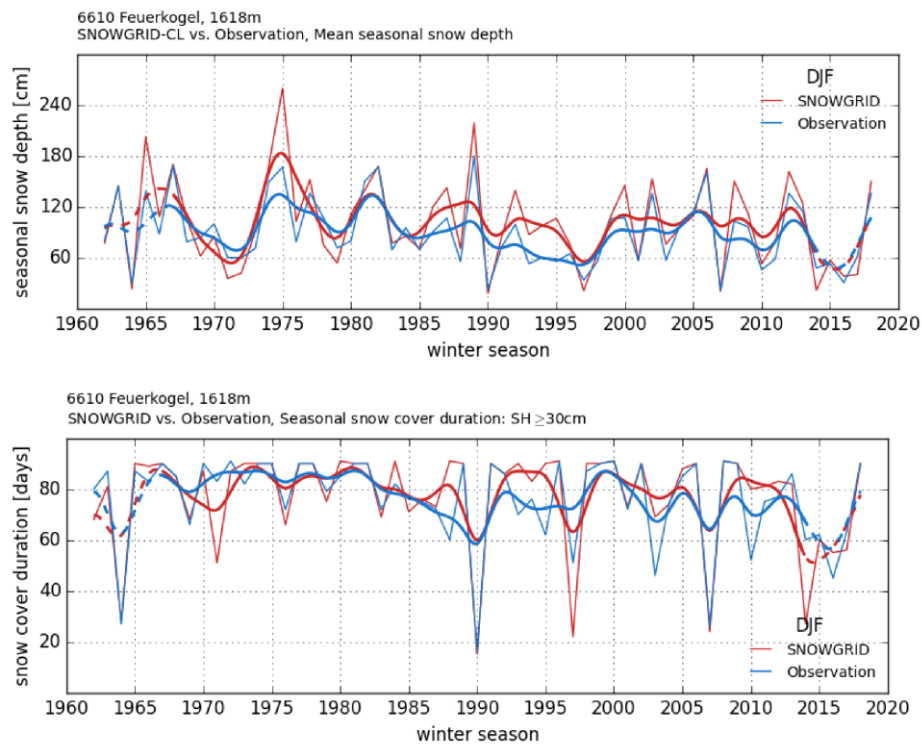 6610 Feuerkogel, 1618m
SNOWGRID-CL vs. Observation, Mean seasonal snow depth
seasonal snow depth [cm]
240
180
120
60
DJF
SNOWGRID
Observation
1960 1965 1970 1975 1980 1985 1990 1995 2000 2005 2010 2015 2020
winter season
6610 Feuerkogel, 1618m
SNOWGRID vs. Observation, Seasonal snow cover duration: SH ≥30cm
snow cover duration [days]
80
60
40
20
DJF
SNOWGRID
Observation
1960 1965 1970 1975 1980 1985 1990 1995 2000 2005 2010 2015 2020
winter season